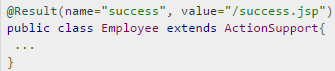 @Result(name="success", value="/success.jsp")
public class Employee extends ActionSupport{
 ...
}